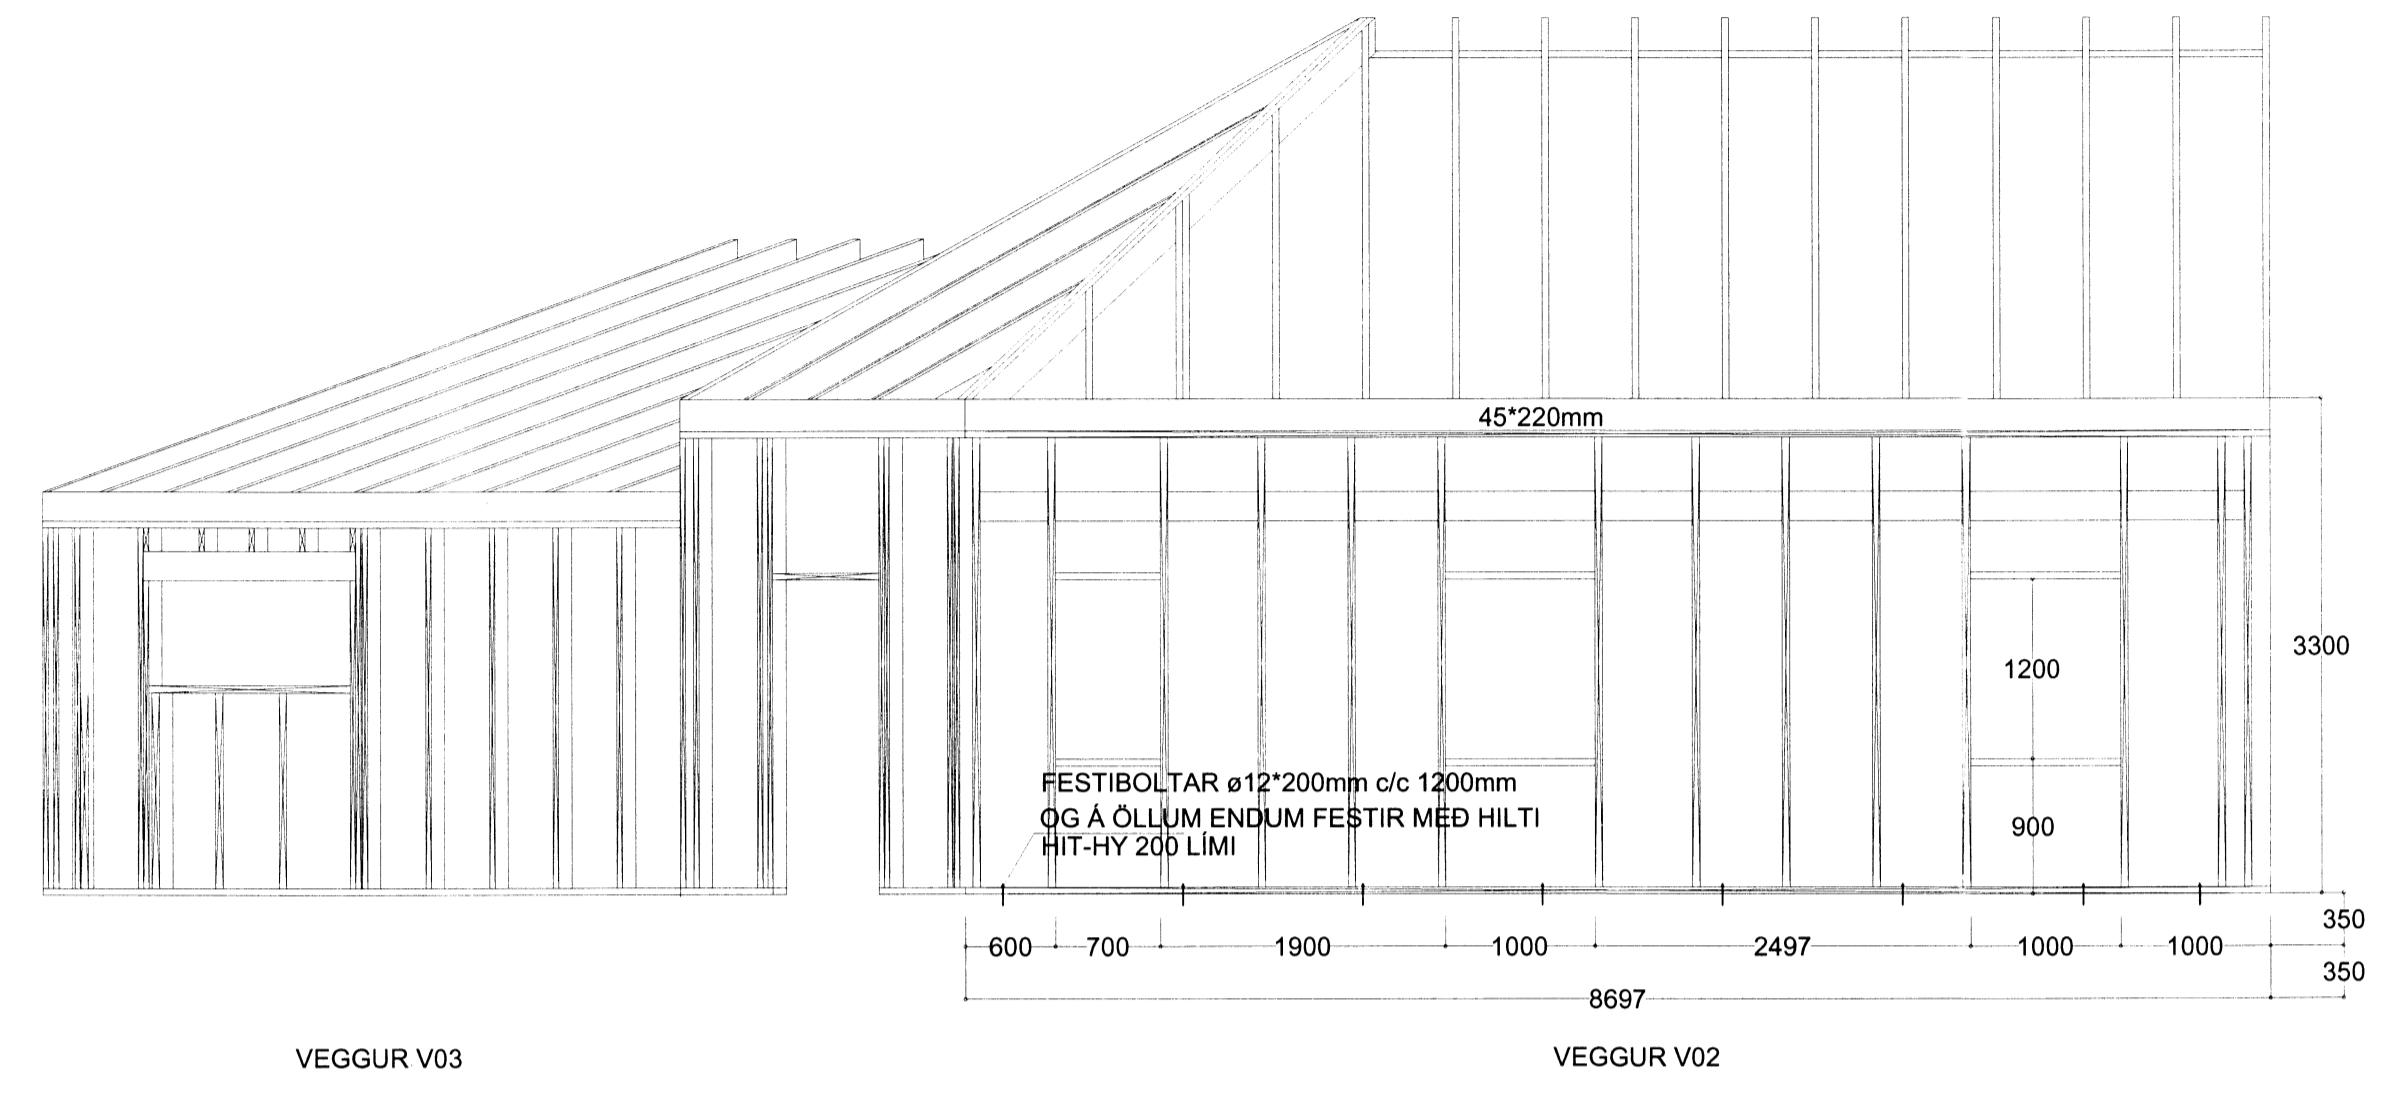 45*220mm
3300
1200
FESTIBOLTAR ø12*200mm c/c 1200mm
OG Á ÖLLUM ENDUM FESTIR MEÐ HILTI
HIT-HY 200 LÍMI
900
350
600 700 1900 1000 2497 1000 1000
350
8697
VEGGUR V03
VEGGUR V02